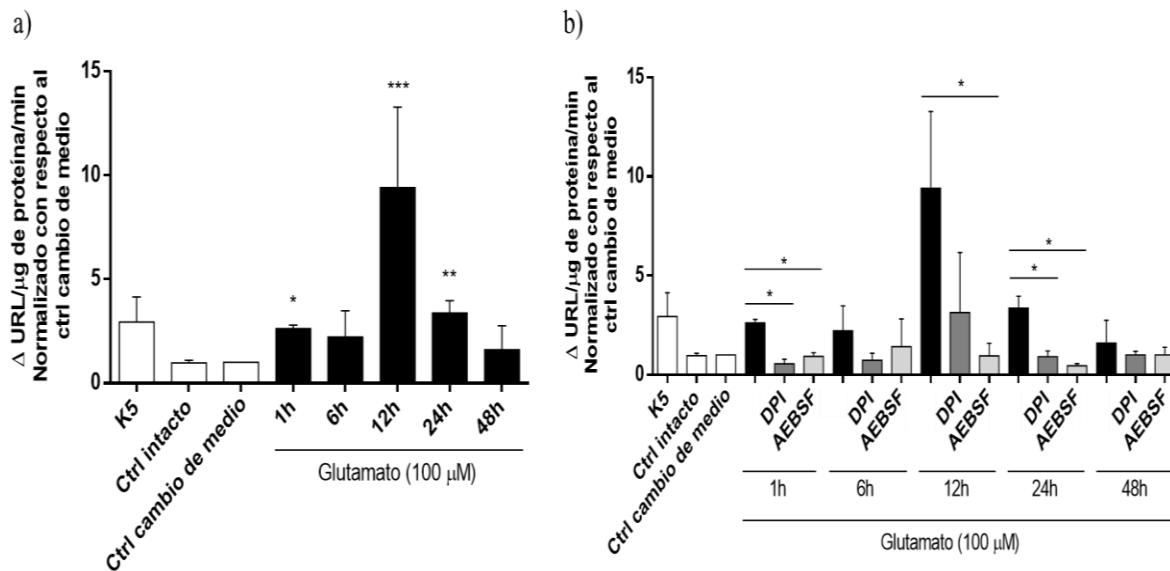 a)
Δ URL/µg de proteína/min
Normalizado con respecto al
ctrl cambio de medio
15
10
5
0
***
**
*
K5
Ctrl intacto
Ctrl cambio de medio
1h
6h
12h
24h
48h
Glutamato (100 µM)
b)
Δ URL/µg de proteína/min
Normalizado con respecto al
ctrl cambio de medio
15
10
5
0
*
*
*
*
*
K5
Ctrl intacto
Ctrl cambio de medio
DPI
AEBSF
DPI
AEBSF
DPI
AEBSF
DPI
AEBSF
DPI
AEBSF
1h
6h
12h
24h
48h
Glutamato (100 µM)